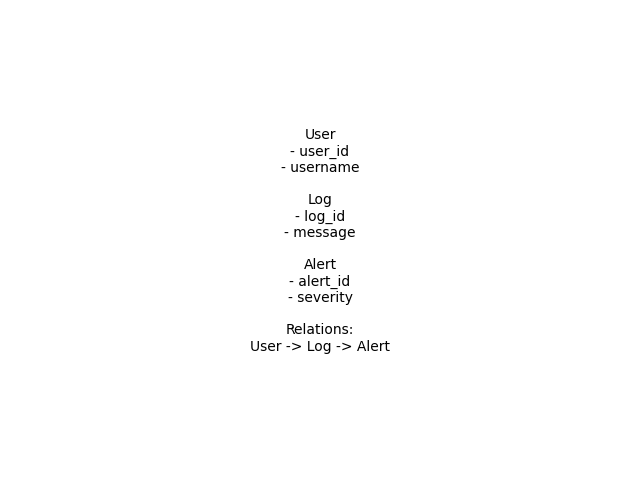 User
- user_id
- username
Log
- log_id
- message
Alert
- alert_id
- severity
Relations:
User -> Log -> Alert